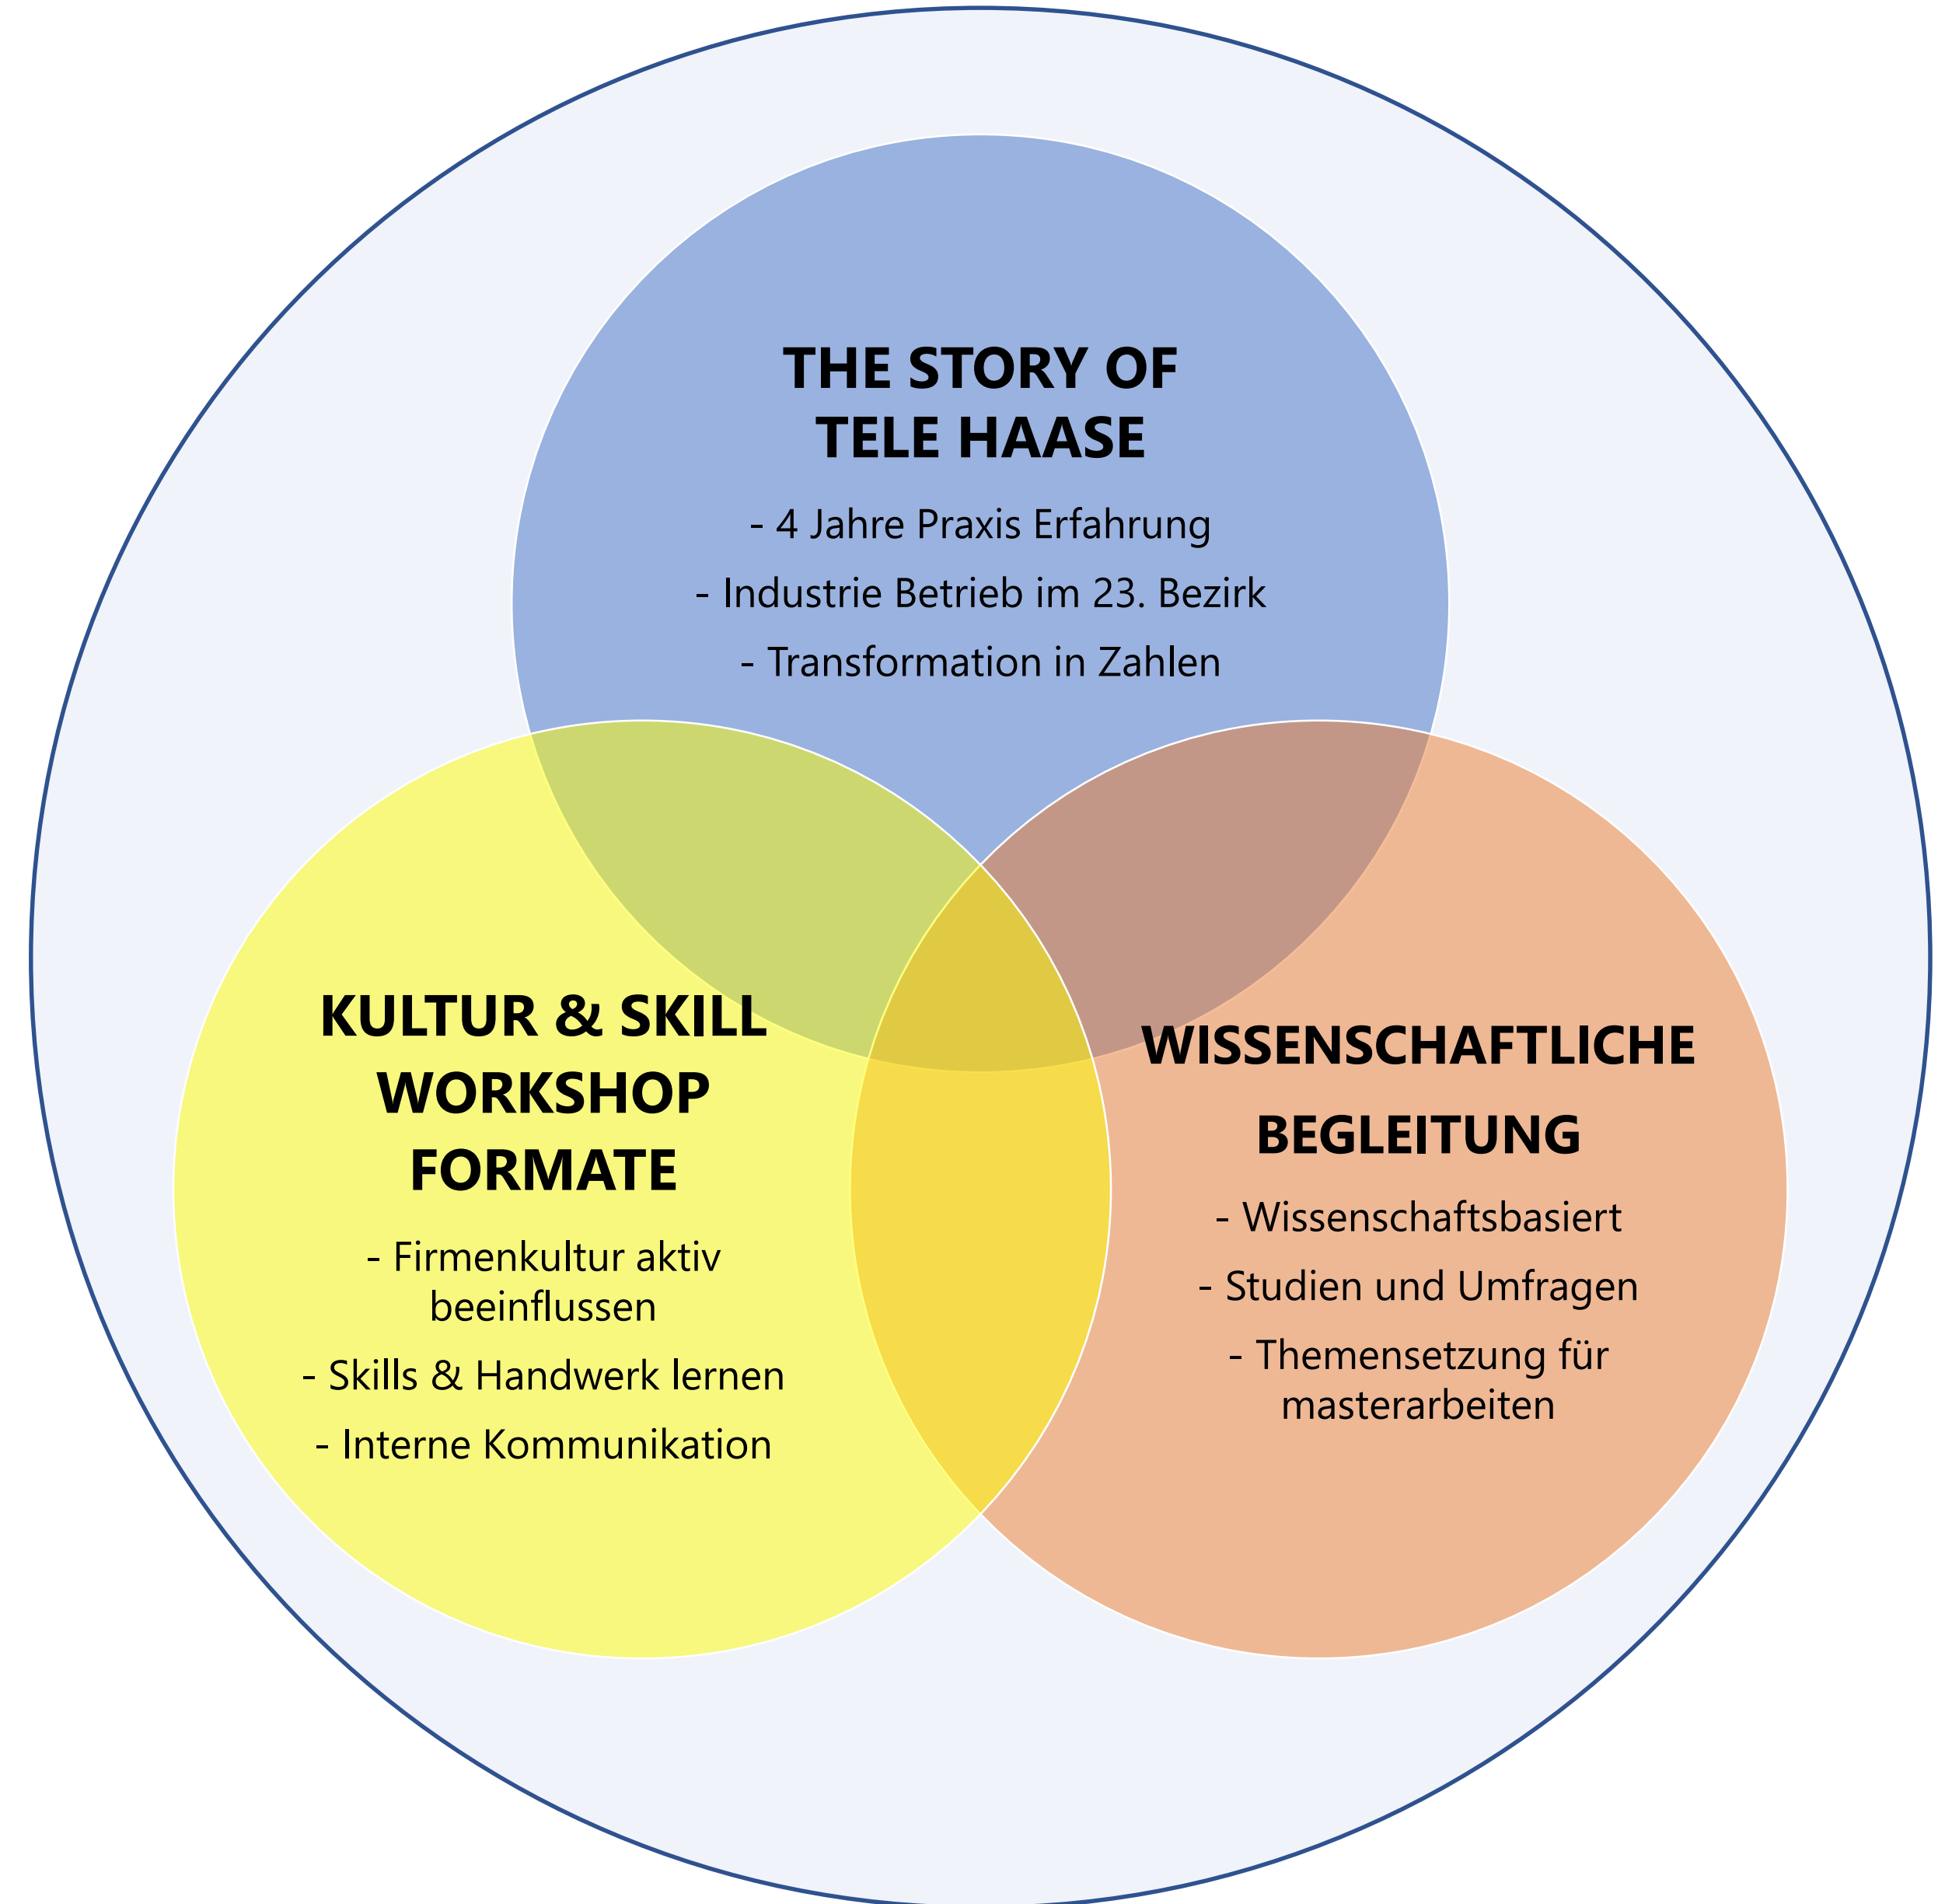 THE STORY OF
TELE HAASE
- 4 Jahre Praxis Erfahrung
- Industrie Betrieb im 23. Bezirk
- Transformation in Zahlen
KULTUR & SKILL
WORKSHOP
FORMATE
- Firmenkultur aktiv
beeinflussen
- Skills & Handwerk lernen
- Interne Kommunikation
WISSENSCHAFTLICHE
BEGLEITUNG
- Wissenschaftsbasiert
- Studien und Umfragen
- Themensetzung für
masterarbeiten